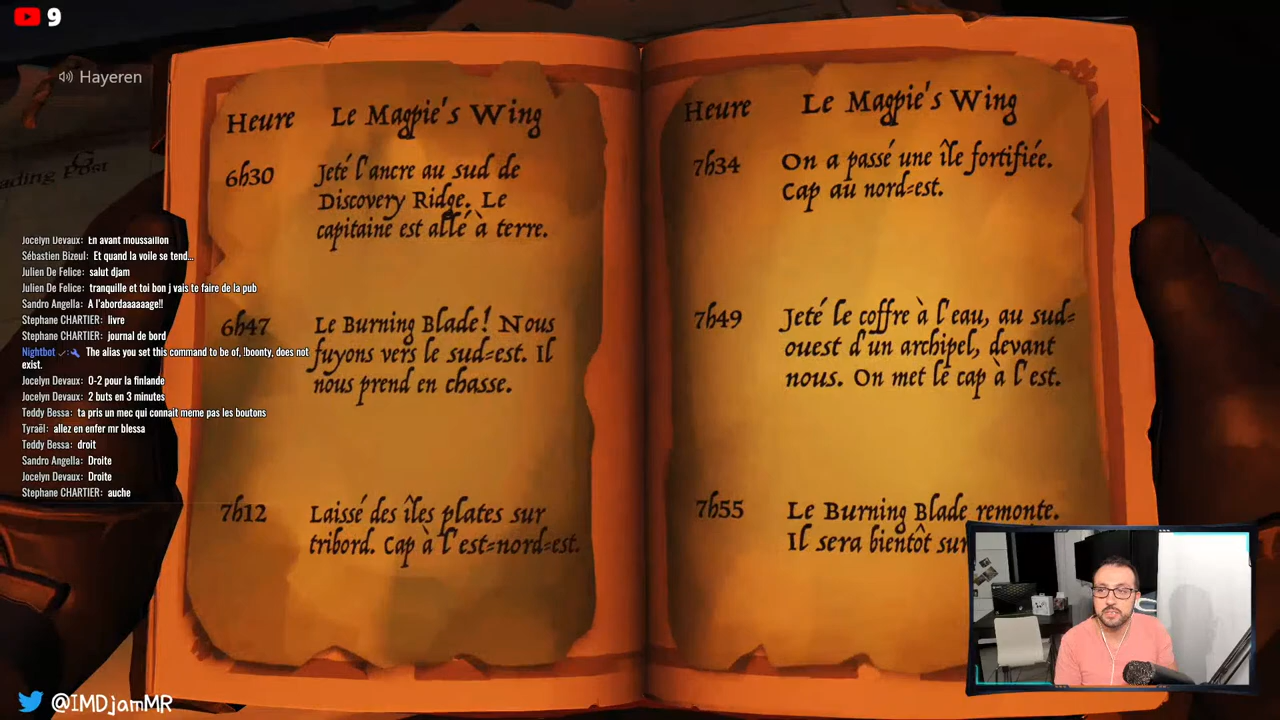 9
Hayeren
ading Post
Heure Le Magpie's Wing
6h30 Jeté l'ancre au sud de
Discovery Ridge. Le
capitaine est allé à terre.
6h47 Le Burning Blade! Nous
fuyons vers le sud-est. Il
nous prend en chasse.
7h12 Laissé des îles plates sur
tribord. Cap à l'est-nord-est.
Heure Le Magpie's Wing
7h34 On a passé une île fortifiée.
Cap au nord-est.
7h49 Jeté le coffre à l'eau, au sud-
ouest d'un archipel, devant
nous. On met le cap à l'est.
7h55 Le Burning Blade remonte.
Il sera bientôt sur
Jocelyn Devaux: En avant moussaillon
Sébastien Bizeul: Et quand la voile se tend...
Julien De Felice: salut djam
Julien De Felice: tranquille et toi bon j vais te faire de la pub
Sandro Angella: A l'abordaaaaaage!!
Stephane CHARTIER: livre
Stephane CHARTIER: journal de bord
Nightbot: The alias you set this command to be of, !boonty, does not
exist.
Jocelyn Devaux: 0-2 pour la finlande
Jocelyn Devaux: 2 buts en 3 minutes
Teddy Bessa: ta pris un mec qui connait meme pas les boutons
Tyraël: allez en enfer mr blessa
Teddy Bessa: droit
Sandro Angella: Droite
Jocelyn Devaux: Droite
Stephane CHARTIER: auche
@IMDjamMR